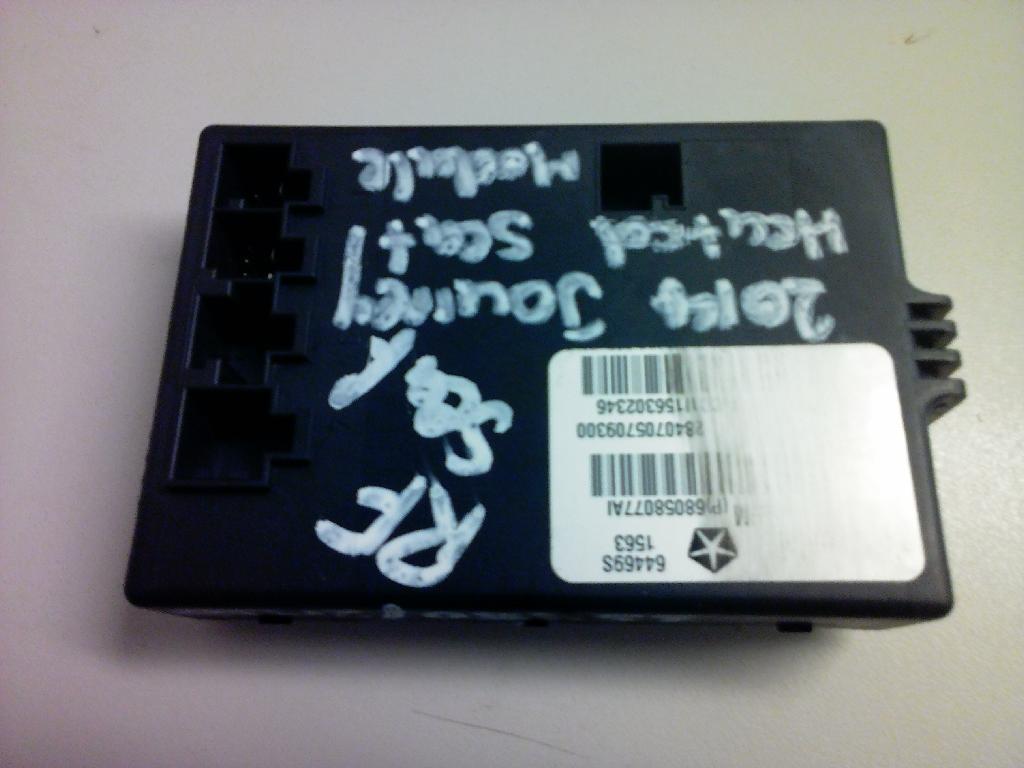 64469S
1563
(P)68058077AI
2840705709300
RF
2014 Journey
Heated Seat
Module